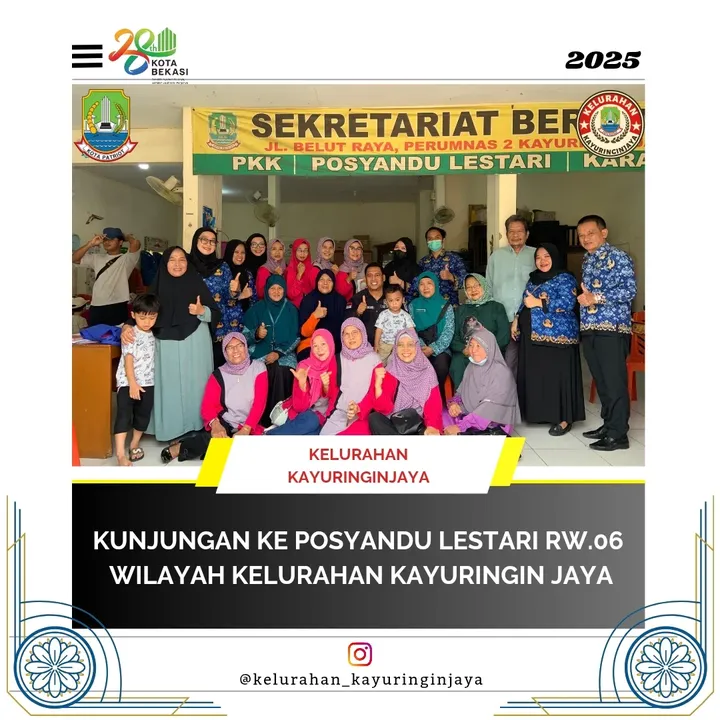 28th
KOTA
BEKASI
2025
KOTA PATRIOT
KELURAHAN
KAYURINGINJAYA
SEKRETARIAT BER
JL. BELUT RAYA, PERUMNAS 2 KAYUR
PKK | POSYANDU LESTARI | KARA
KELURAHAN
KAYURINGINJAYA
KUNJUNGAN KE POSYANDU LESTARI RW.06
WILAYAH KELURAHAN KAYURINGIN JAYA
@kelurahan_kayuringinjaya